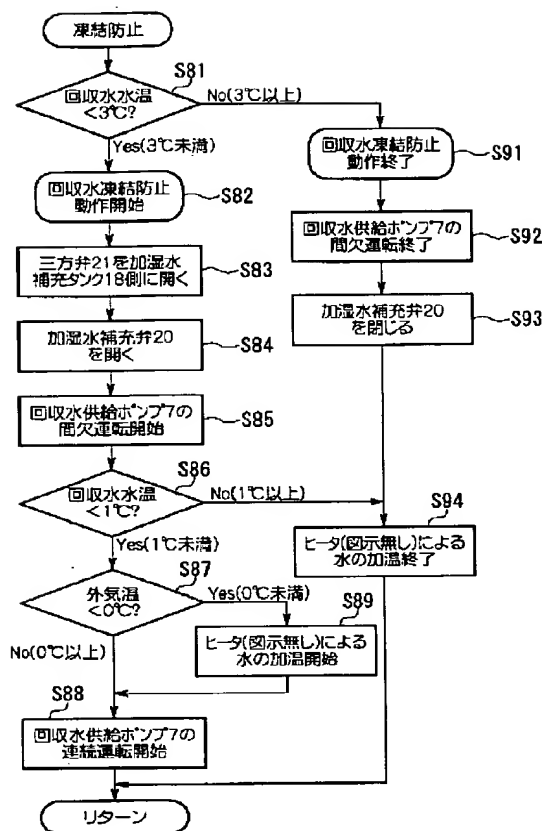 凍結防止
S81
回収水水温
<3℃?
No(3℃以上)
Yes(3℃未満)
回収水凍結防止
動作開始
S82
回収水凍結防止
動作終了
S91
三方弁21を加湿水
補充タンク18側に開く
S83
回収水供給ポンプ7の
間欠運転終了
S92
加湿水補充弁20
を開く
S84
加湿水補充弁20
を閉じる
S93
回収水供給ポンプ7の
間欠運転開始
S85
S86
回収水水温
<1℃?
No(1℃以上)
Yes(1℃未満)
S94
ヒータ(図示無し)による
水の加温終了
S87
外気温
<0℃?
Yes(0℃未満)
No(0℃以上)
S89
ヒータ(図示無し)による
水の加温開始
S88
回収水供給ポンプ7の
連続運転開始
リターン